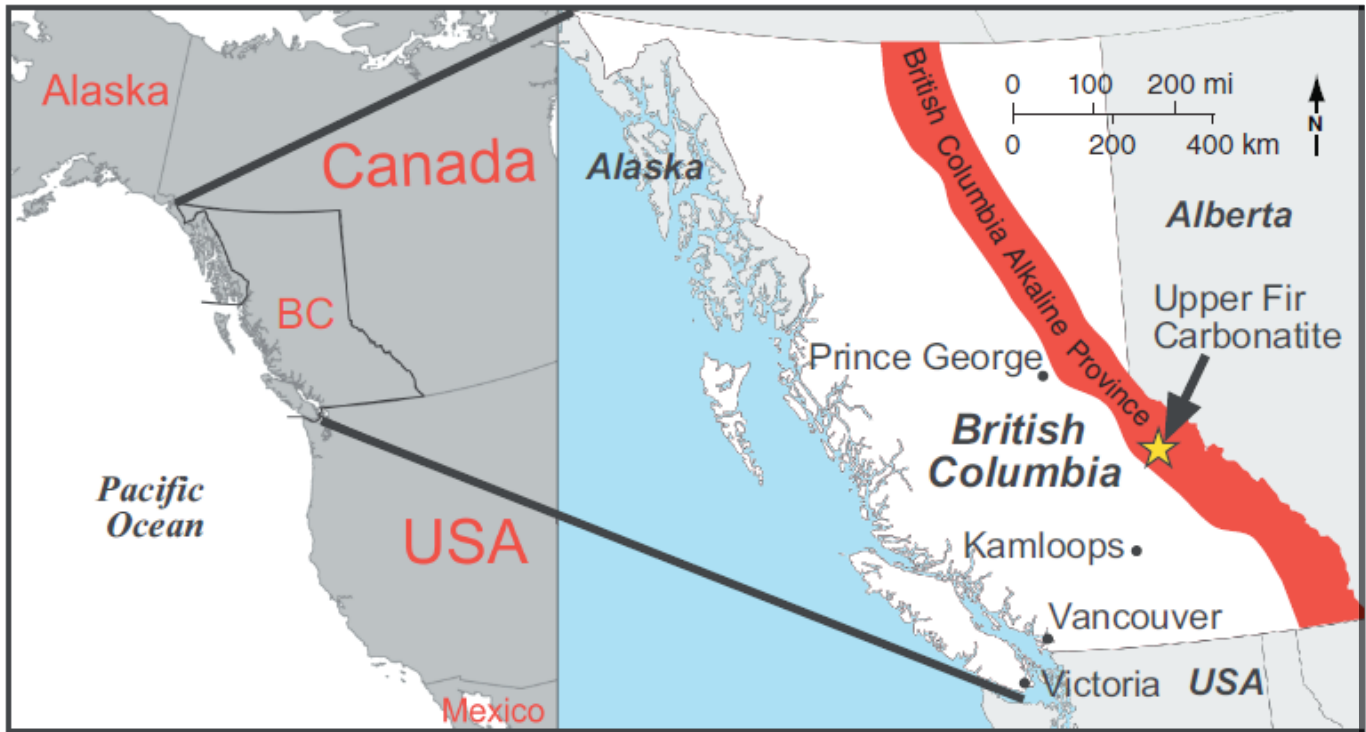 Alaska
Canada
BC
USA
Pacific
Ocean
Mexico
Alaska
British Columbia Alkaline Province
0 100 200 mi
0 200 400 km
N
Alberta
Upper Fir
Carbonatite
Prince George
British
Columbia
Kamloops
Vancouver
Victoria
USA